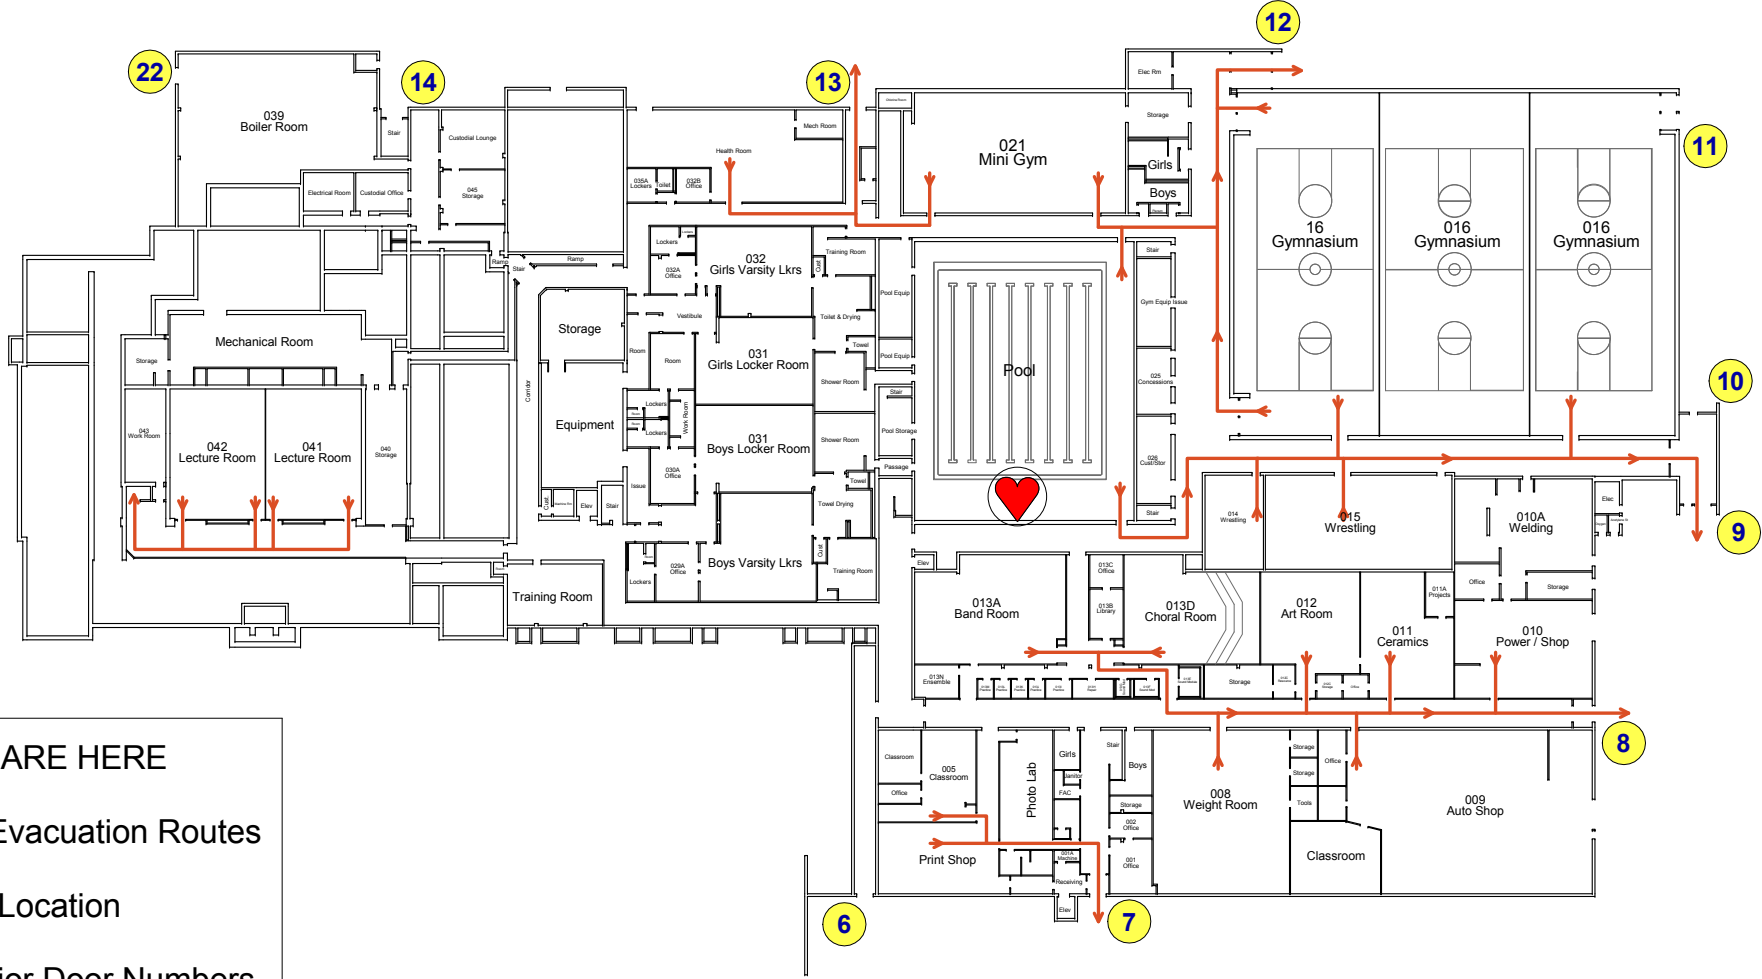 12
22
14
13
11
10
9
8
7
6
039
Boiler Room
Stair
Custodial Lounge
Electrical Room
Custodial Office
045
Storage
Health Room
Mech Room
035A
Lockers
Toilet
032B
Office
021
Mini Gym
Elec Rm
Storage
Girls
Boys
16
Gymnasium
016
Gymnasium
016
Gymnasium
Ramp
Stair
Ramp
Lockers
032A
Office
032
Girls Varsity Lkrs
Training Room
Cust
Pool Equip
Toilet & Drying
Vestibule
Stair
Gym Equip Issue
Mechanical Room
Storage
Storage
Room
Room
031
Girls Locker Room
Towel
Pool Equip
Shower Room
Pool
025
Concessions
Corridor
Stair
043
Work Room
042
Lecture Room
041
Lecture Room
040
Storage
Equipment
Lockers
Lockers
Work Room
031
Boys Locker Room
Shower Room
Pool Storage
026
Cust/Stor
Passage
030A
Office
Issue
Towel
Towel Drying
Cust
Elev
Stair
Stair
014
Wrestling
015
Wrestling
010A
Welding
Elec
Boys Varsity Lkrs
029A
Office
Lockers
Cust
Training Room
Training Room
Elev
013A
Band Room
013C
Office
013B
Library
013D
Choral Room
012
Art Room
011A
Projects
011
Ceramics
Office
Storage
010
Power / Shop
013N
Ensemble
Storage
Office
Classroom
005
Classroom
Office
Photo Lab
Girls
Janitor
FAC
Stair
Boys
Storage
002
Office
001
Office
001A
Machine
Receiving
Elev
Print Shop
008
Weight Room
Storage
Storage
Tools
Office
Classroom
009
Auto Shop
ARE HERE
Evacuation Routes
Location
ior Door Numbers